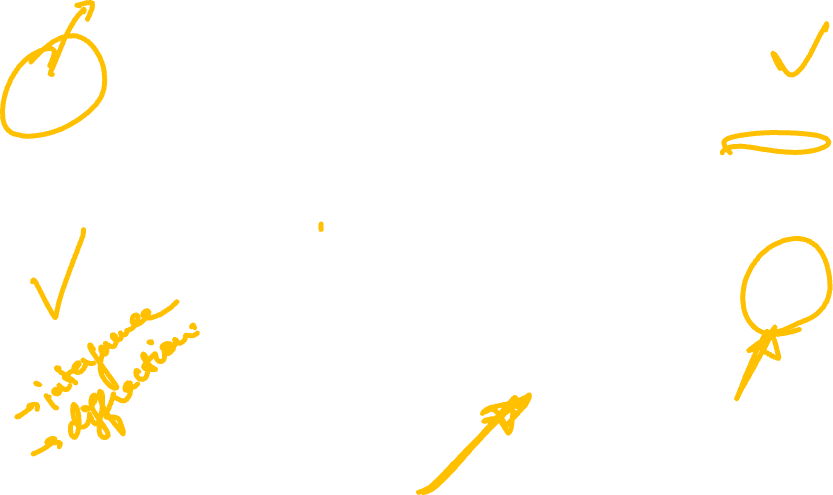 → interference
→ diffraction